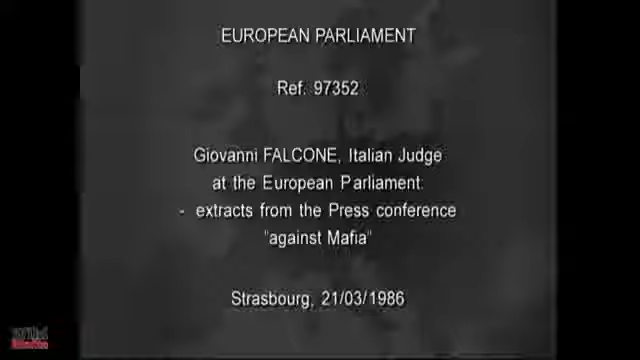 EUROPEAN PARLIAMENT
Ref. 97352
Giovanni FALCONE, Italian Judge
at the European Parliament:
- extracts from the Press conference
"against Mafia"
Strasbourg, 21/03/1986